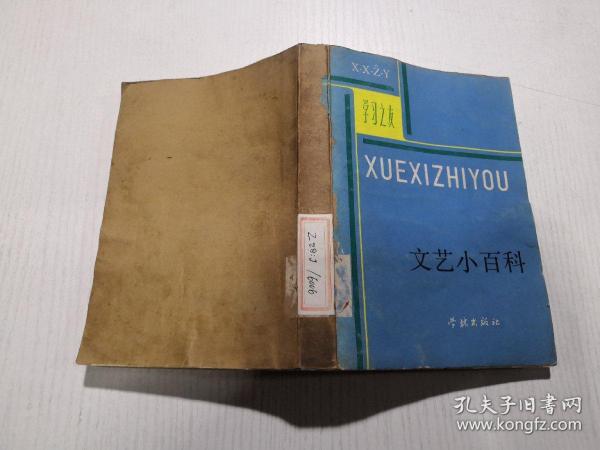 X·X·Z·Y
学习之友
XUEXIZHIYOU
文艺小百科
学林出版社
孔夫子旧书网
www.kongfz.com